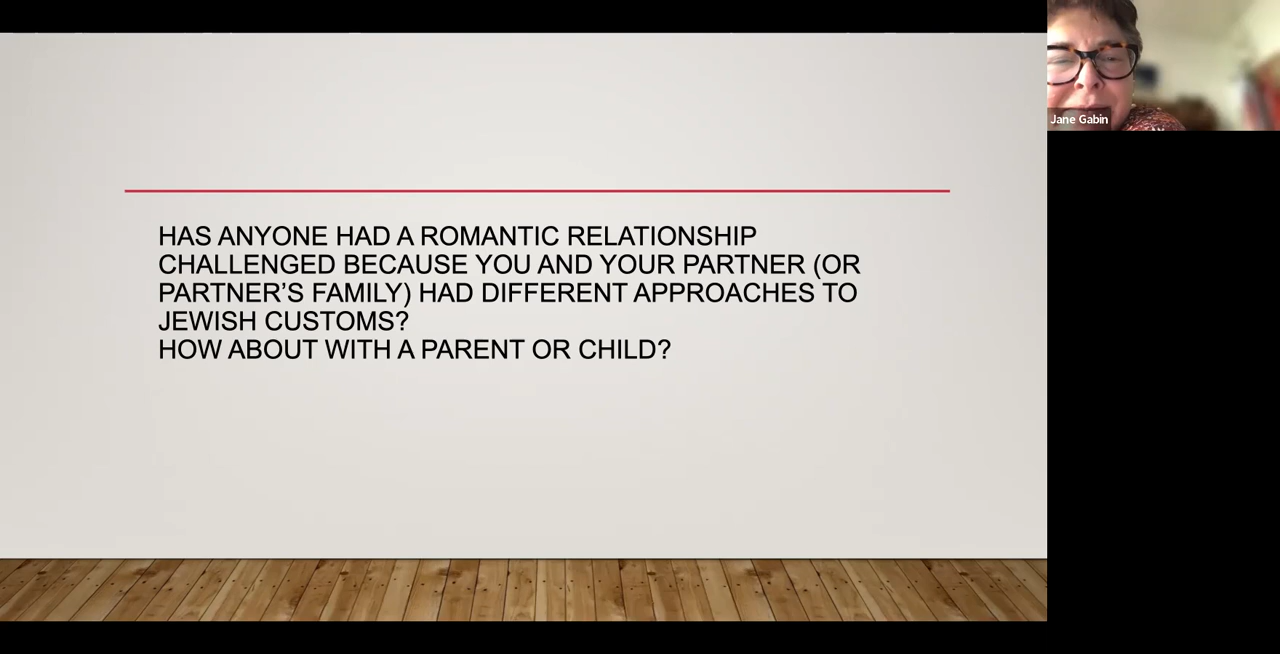 Jane Gabin
HAS ANYONE HAD A ROMANTIC RELATIONSHIP
CHALLENGED BECAUSE YOU AND YOUR PARTNER (OR
PARTNER’S FAMILY) HAD DIFFERENT APPROACHES TO
JEWISH CUSTOMS?
HOW ABOUT WITH A PARENT OR CHILD?